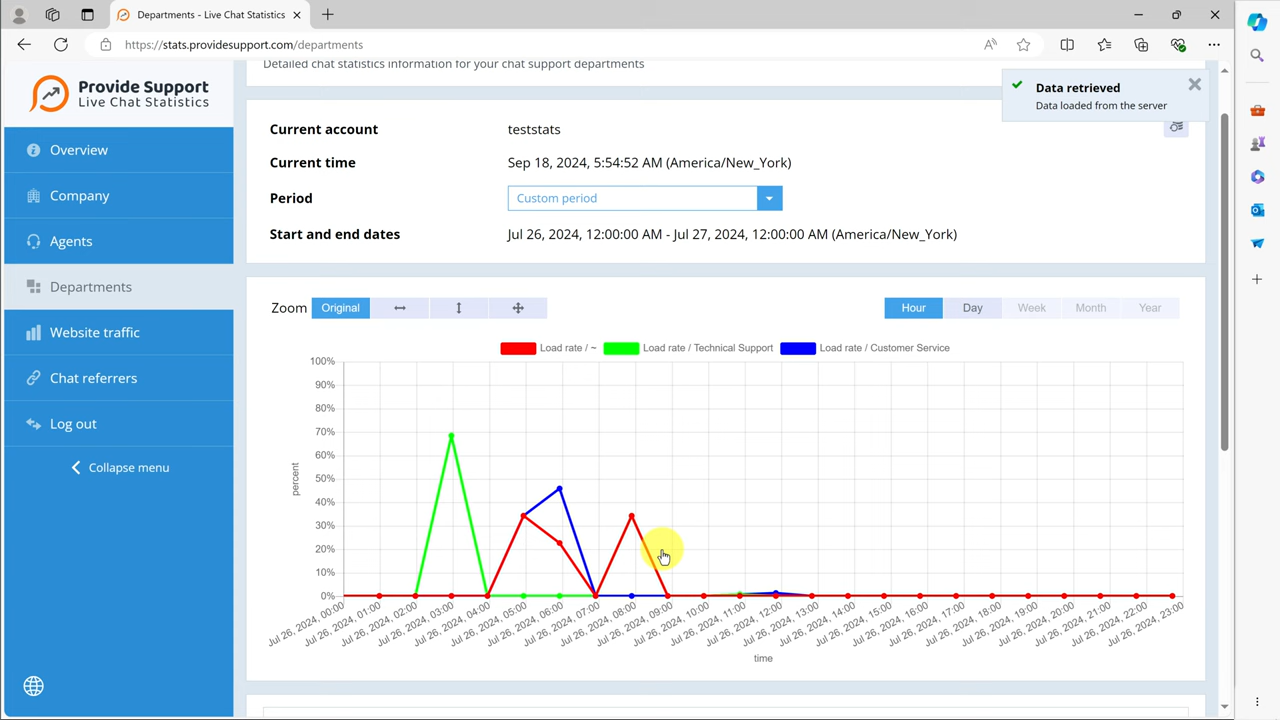 Departments - Live Chat Statistics
https://stats.providesupport.com/departments
Provide Support
Live Chat Statistics
Overview
Company
Agents
Departments
Website traffic
Chat referrers
Log out
Collapse menu
Detailed chat statistics information for your chat support departments
Data retrieved
Data loaded from the server
Current account teststats
Current time Sep 18, 2024, 5:54:52 AM (America/New_York)
Period Custom period
Start and end dates Jul 26, 2024, 12:00:00 AM - Jul 27, 2024, 12:00:00 AM (America/New_York)
Zoom Original Hour Day Week Month Year
Load rate / ~ Load rate / Technical Support Load rate / Customer Service
100%
90%
80%
70%
60%
50%
40%
30%
20%
10%
0%
percent
Jul 26, 2024, 00:00
Jul 26, 2024, 01:00
Jul 26, 2024, 02:00
Jul 26, 2024, 03:00
Jul 26, 2024, 04:00
Jul 26, 2024, 05:00
Jul 26, 2024, 06:00
Jul 26, 2024, 07:00
Jul 26, 2024, 08:00
Jul 26, 2024, 09:00
Jul 26, 2024, 10:00
Jul 26, 2024, 11:00
Jul 26, 2024, 12:00
Jul 26, 2024, 13:00
Jul 26, 2024, 14:00
Jul 26, 2024, 15:00
Jul 26, 2024, 16:00
Jul 26, 2024, 17:00
Jul 26, 2024, 18:00
Jul 26, 2024, 19:00
Jul 26, 2024, 20:00
Jul 26, 2024, 21:00
Jul 26, 2024, 22:00
Jul 26, 2024, 23:00
time